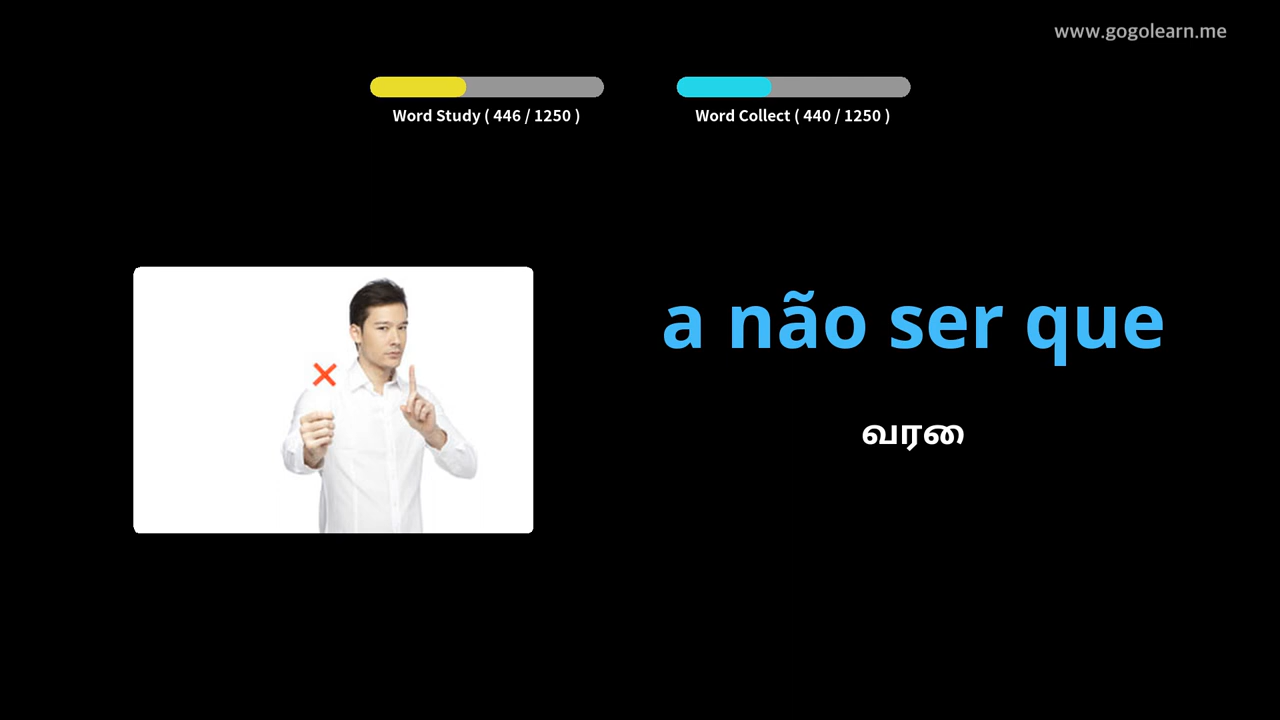 www.gogolearn.me
Word Study ( 446 / 1250 )
Word Collect ( 440 / 1250 )
a não ser que
வரை